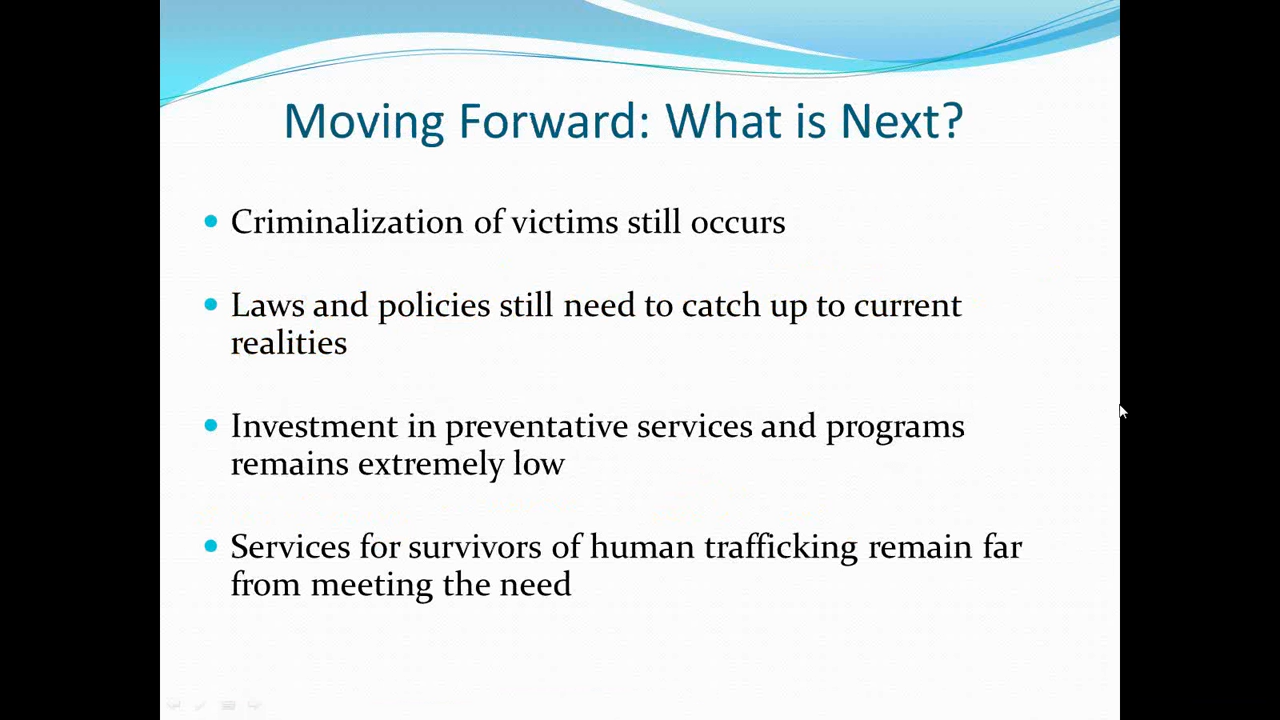 Moving Forward: What is Next?
Criminalization of victims still occurs
Laws and policies still need to catch up to current
realities
Investment in preventative services and programs
remains extremely low
Services for survivors of human trafficking remain far
from meeting the need